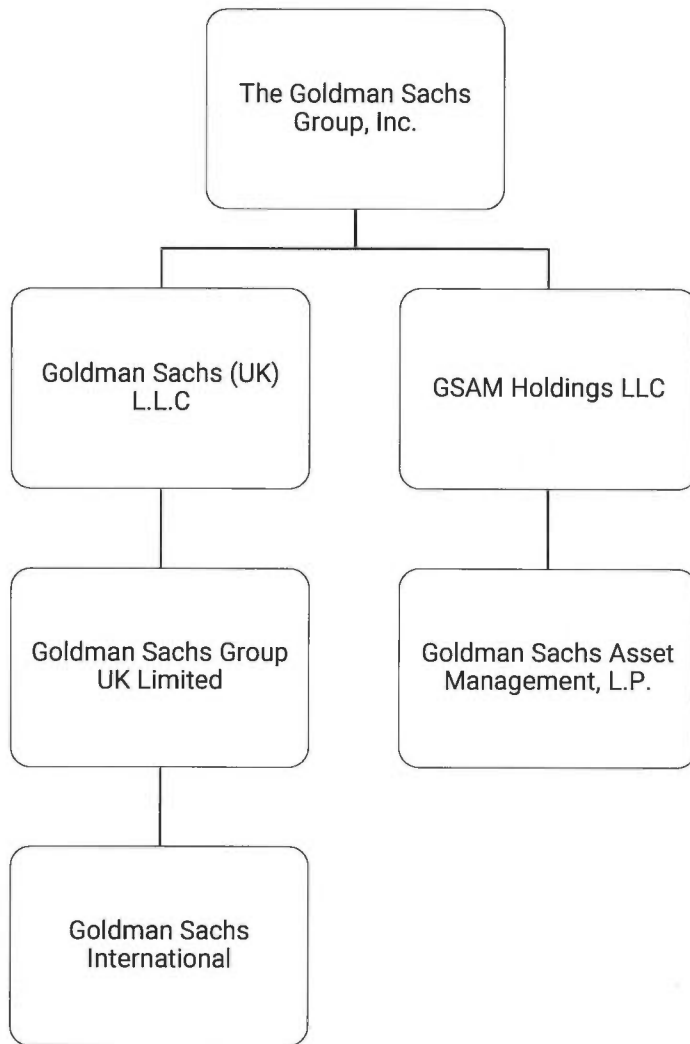 The Goldman Sachs
Group, Inc.
Goldman Sachs (UK)
L.L.C
GSAM Holdings LLC
Goldman Sachs Group
UK Limited
Goldman Sachs Asset
Management, L.P.
Goldman Sachs
International